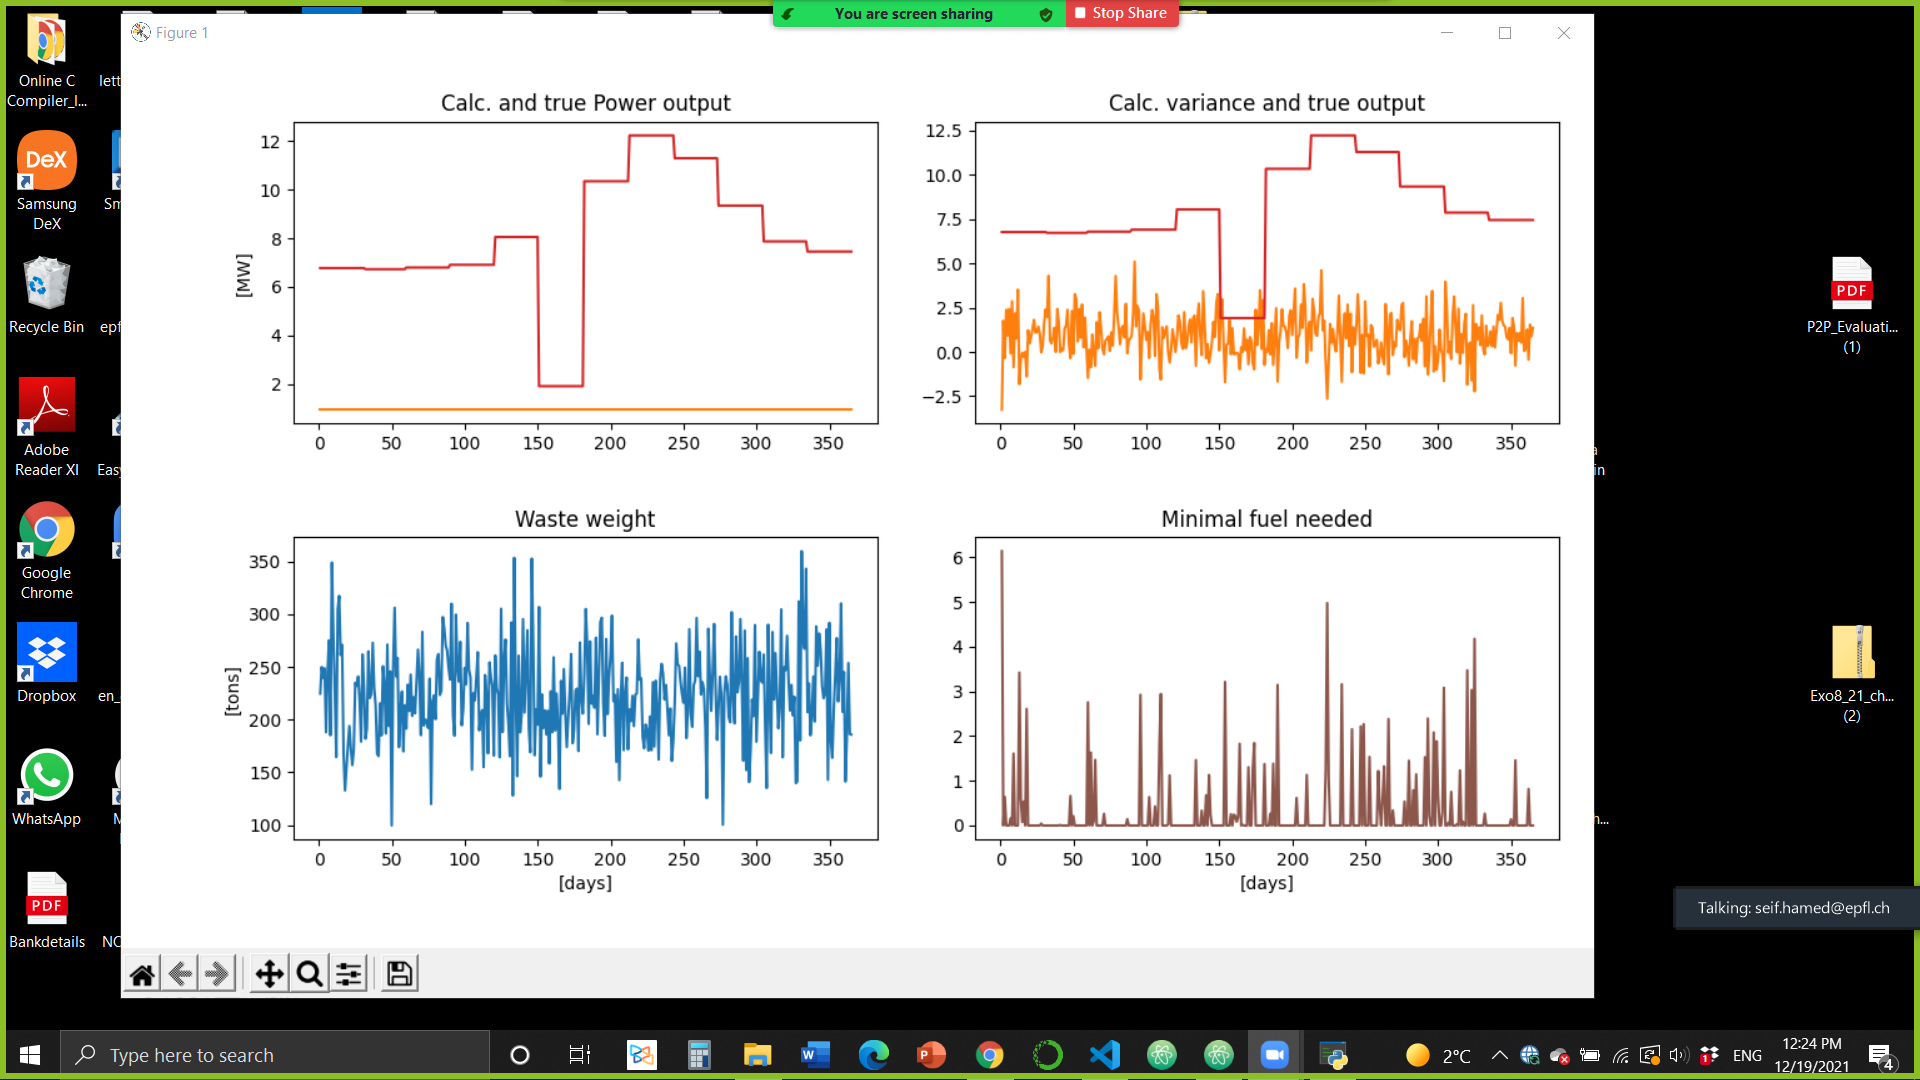 You are screen sharing
Stop Share
Figure 1
Online C
Compiler_I...
lett
DeX
Samsung
DeX
Sm
Recycle Bin
epf
Adobe
Reader XI
Easy
Google
Chrome
Dropbox
en_
WhatsApp
M
PDF
Bankdetails
NC
Calc. and true Power output
12
10
8
6
4
2
[MW]
0 50 100 150 200 250 300 350
Calc. variance and true output
12.5
10.0
7.5
5.0
2.5
0.0
−2.5
0 50 100 150 200 250 300 350
Waste weight
350
300
250
200
150
100
[tons]
0 50 100 150 200 250 300 350
[days]
Minimal fuel needed
6
5
4
3
2
1
0
0 50 100 150 200 250 300 350
[days]
PDF
P2P_Evaluati...
(1)
a
in
Exo8_21_ch...
(2)
n...
Talking: seif.hamed@epfl.ch
Type here to search
2°C
ENG
12:24 PM
12/19/2021
4
1